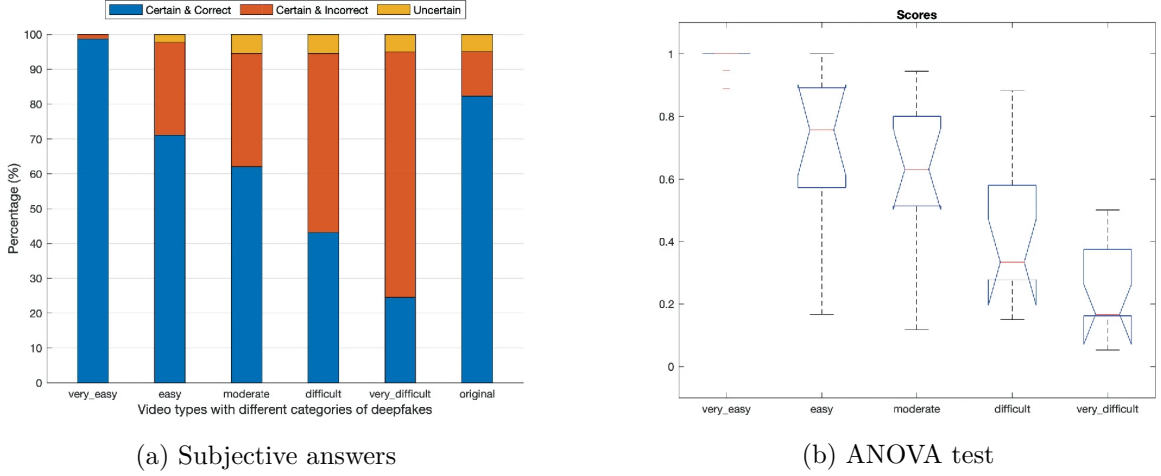 Certain & Correct Certain & Incorrect Uncertain
100
90
80
70
60
50
40
30
20
10
0
Percentage (%)
very_easy easy moderate difficult very_difficult original
Video types with different categories of deepfakes
(a) Subjective answers
Scores
1
0.8
0.6
0.4
0.2
0
very_easy easy moderate difficult very_difficult
(b) ANOVA test